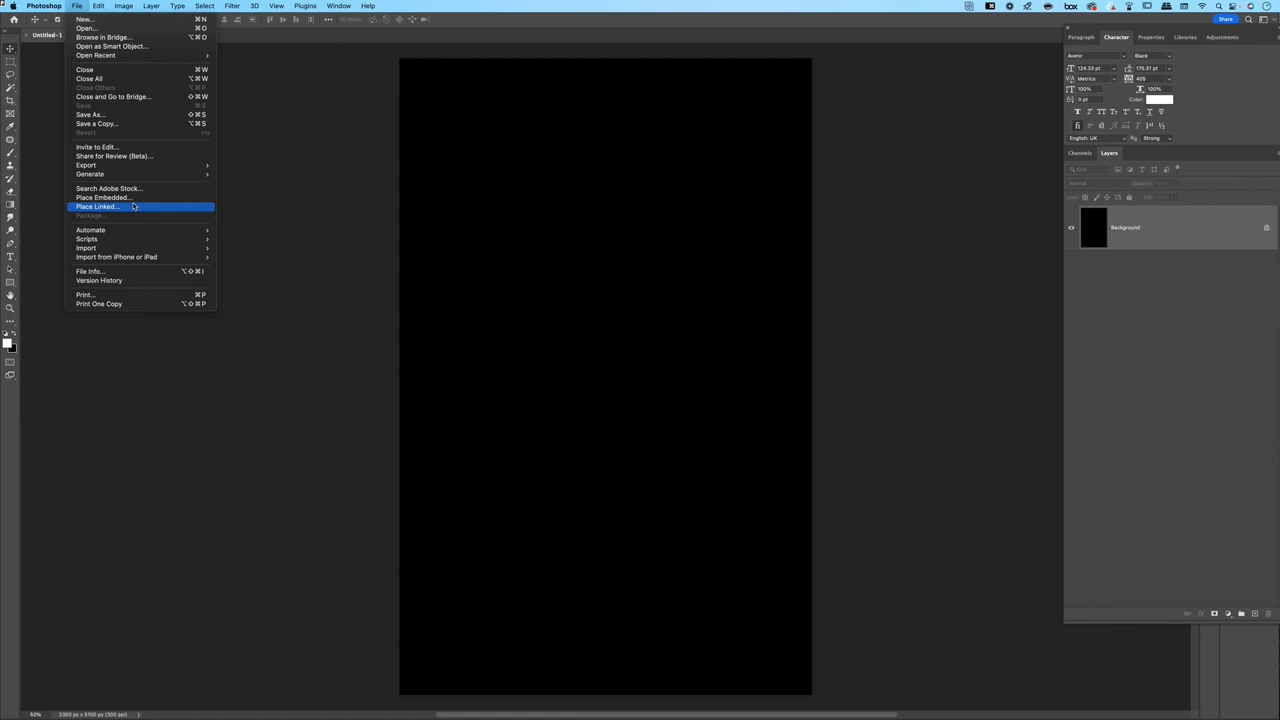 Photoshop File Edit Image Layer Type Select Filter 3D View Plugins Window Help
box
Share
Untitled-1
New... ⌘N
Open... ⌘O
Browse in Bridge... ⌥⌘O
Open as Smart Object...
Open Recent
Close ⌘W
Close All ⌥⌘W
Close Others ⌥⌘P
Close and Go to Bridge... ⇧⌘W
Save ⌘S
Save As... ⇧⌘S
Save a Copy... ⌥⌘S
Revert F12
Invite to Edit...
Share for Review (Beta)...
Export
Generate
Search Adobe Stock...
Place Embedded...
Place Linked...
Package...
Automate
Scripts
Import
Import from iPhone or iPad
File Info... ⌥⇧⌘I
Version History
Print... ⌘P
Print One Copy ⌥⇧⌘P
Paragraph Character Properties Libraries Adjustments
Avenir Black
124.33 pt 175.31 pt
Metrics 405
100% 100%
0 pt Color:
English: UK Strong
Channels Layers
Kind
Normal Opacity:
Lock: Fill:
Background
50% 3300 px x 5100 px (300 ppi)